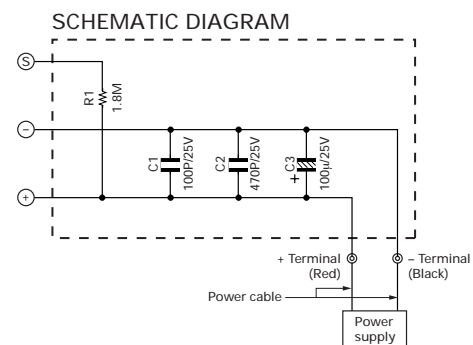 SCHEMATIC DIAGRAM
S
R1
1.8M
−
C1
100P/25V
C2
470P/25V
+
C3
100μ/25V
+
+ Terminal
(Red)
− Terminal
(Black)
Power cable
Power
supply